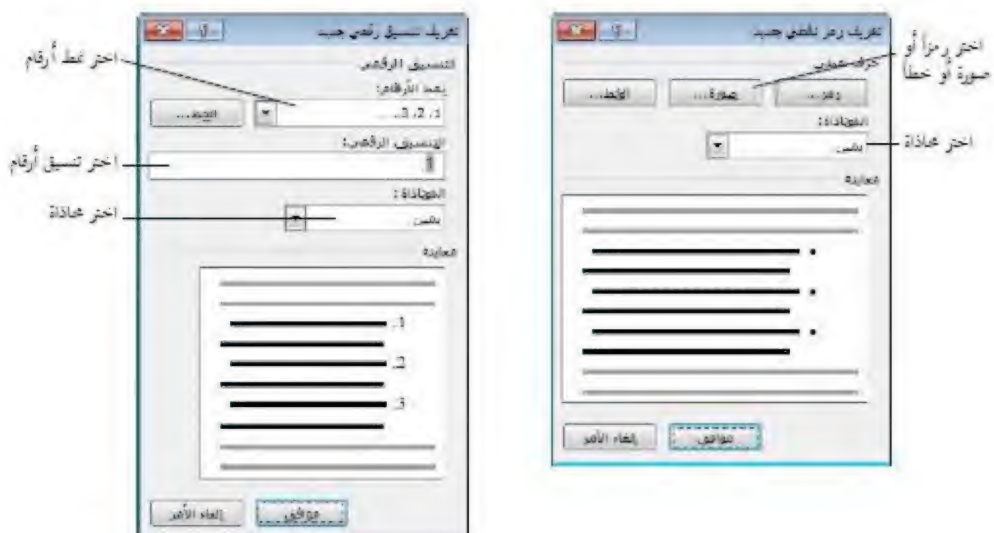 تعريف رمز نقطي جديد
اختر رمزاً أو
صورة أو خطا
حرف نقطي
رمز...
صورة...
الخط...
المحاذاة:
اختر محاذاة
يمين
معاينة
موافق
إلغاء الأمر
تعريف تنسيق رقمي جديد
التنسيق الرقمي
نمط الأرقام:
اختر نمط أرقام
1، 2، 3...
الخط...
التنسيق الرقمي:
اختر تنسيق أرقام
1.
المحاذاة:
اختر محاذاة
يمين
معاينة
1.
2.
3.
موافق
إلغاء الأمر